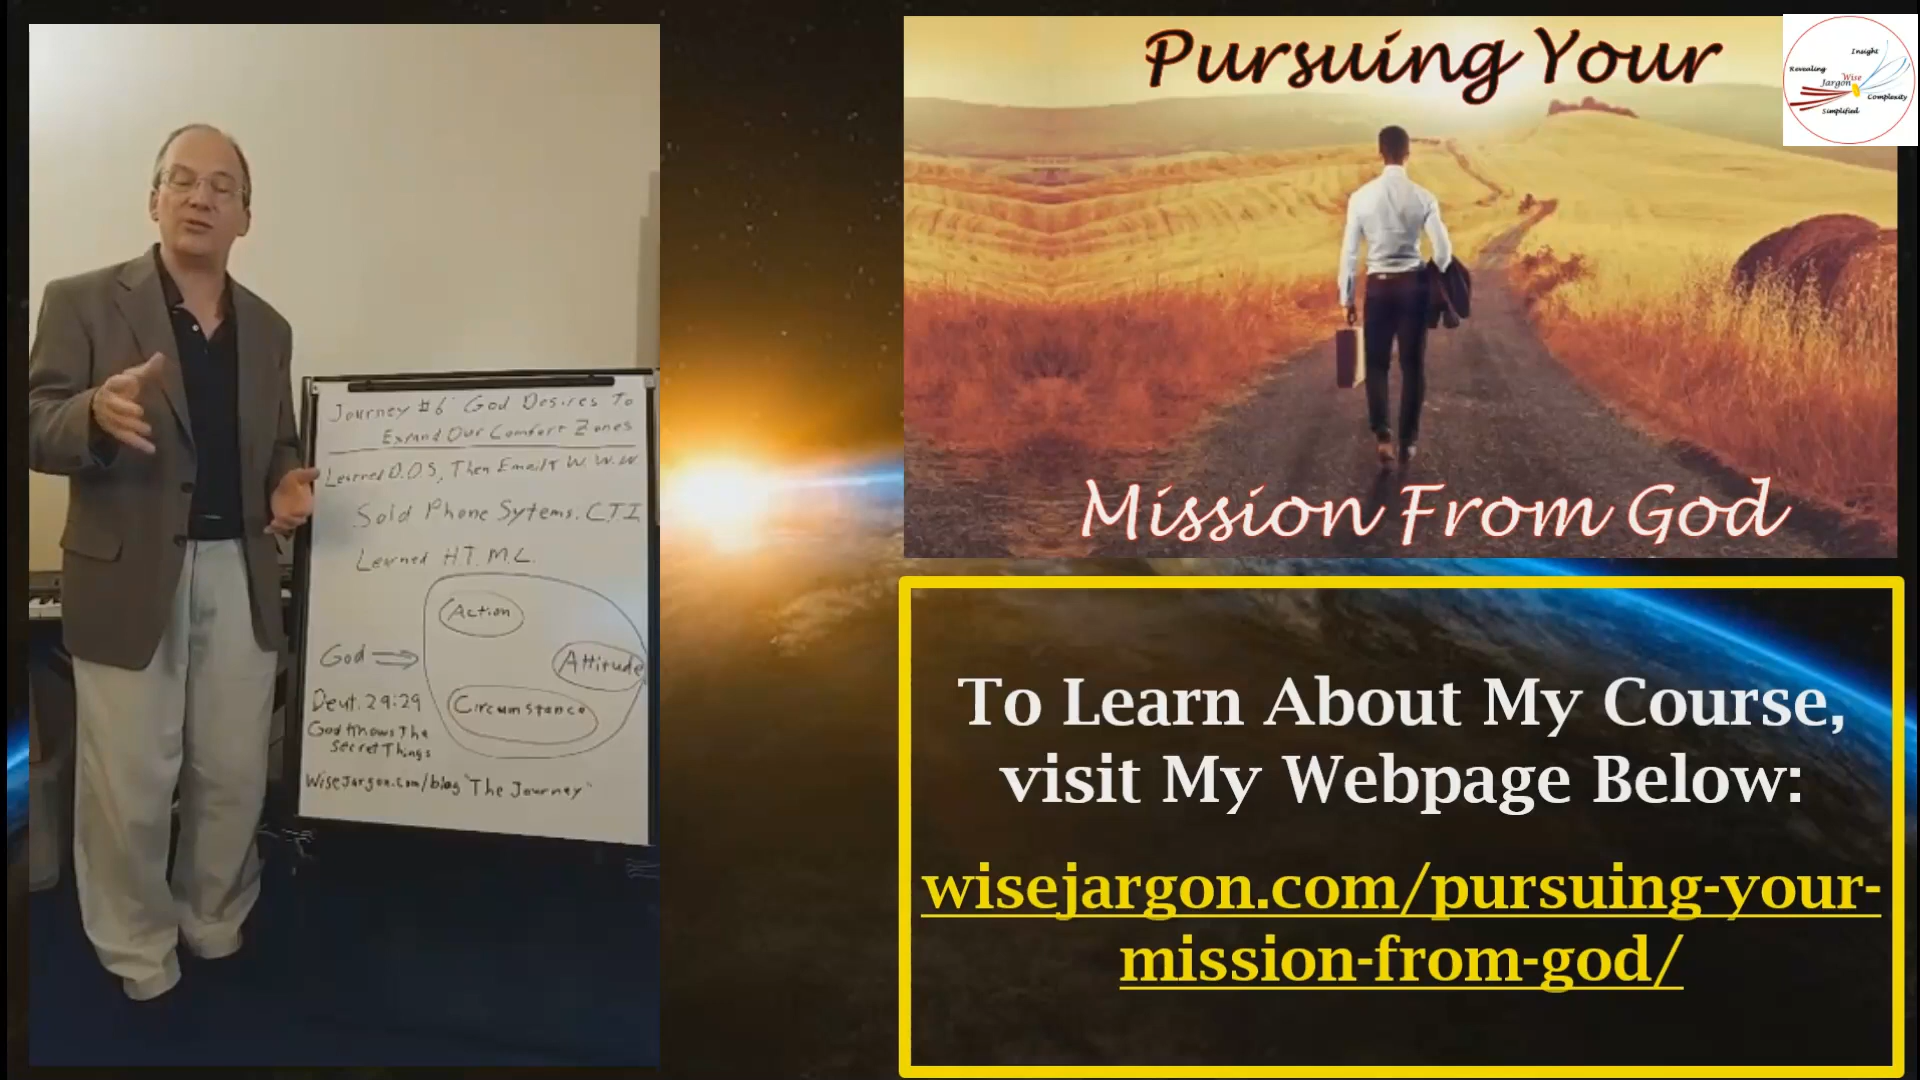 Journey #6: God Desires To
Expand Our Comfort Zones
Learned D.O.S, Then Email & W.W.W.
Sold Phone Sytems, C.T.I
Learned H.T.M.L.
Action
God
Attitude
Circumstance
Deut. 29:29
God Knows The
Secret Things
WiseJargon.com/blog "The Journey"
Pursuing Your
Mission From God
Insight
Revealing
Wise
Jargon
Complexity
Simplified
To Learn About My Course,
visit My Webpage Below:
wisejargon.com/pursuing-your-
mission-from-god/